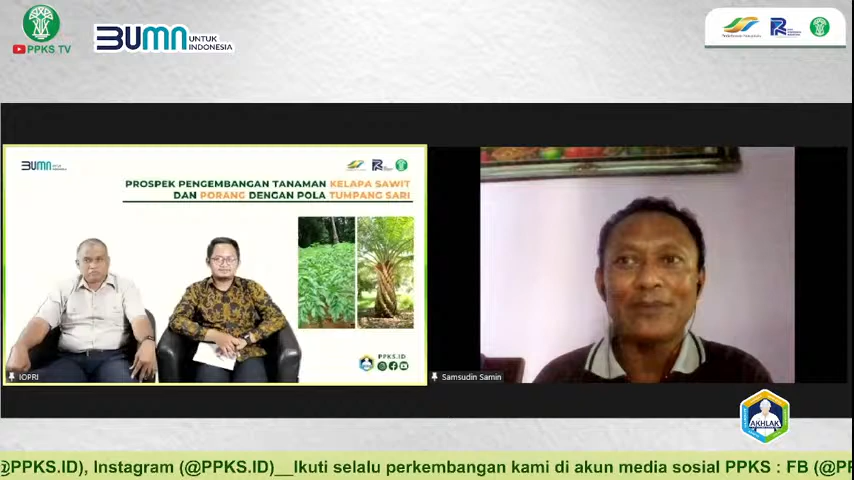 PPKS TV
BUMN UNTUK INDONESIA
BUMN
PROSPEK PENGEMBANGAN TANAMAN KELAPA SAWIT
DAN PORANG DENGAN POLA TUMPANG SARI
PPKS.ID
IOPRI
Samsudin Samin
AKHLAK
@PPKS.ID), Instagram (@PPKS.ID)__Ikuti selalu perkembangan kami di akun media sosial PPKS : FB (@PP